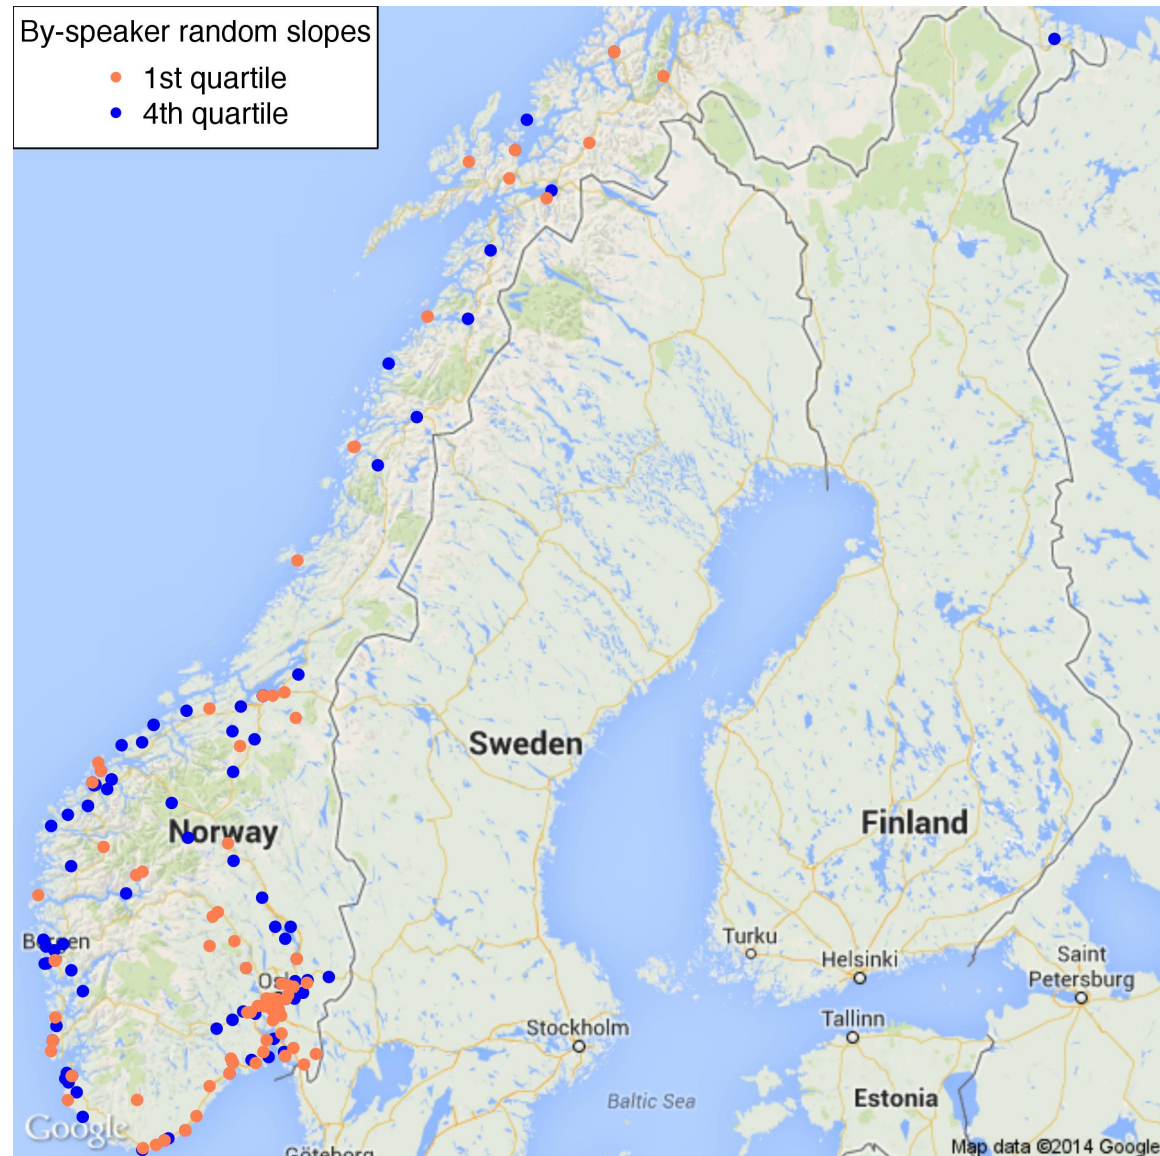 By-speaker random slopes
1st quartile
4th quartile
Sweden
Norway
Finland
Turku
Helsinki
Saint
Petersburg
Stockholm
Tallinn
Baltic Sea
Estonia
Google
Göteborg
Map data ©2014 Google